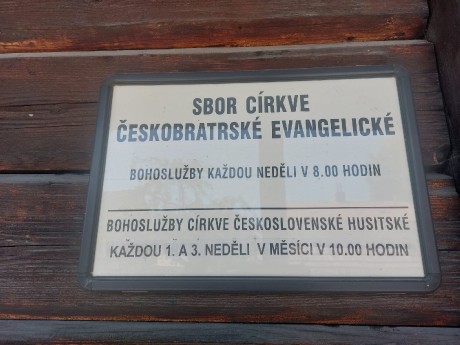 SBOR CÍRKVE
ČESKOBRATRSKÉ EVANGELICKÉ
BOHOSLUŽBY KAŽDOU NEDĚLI V 8.00 HODIN
BOHOSLUŽBY CÍRKVE ČESKOSLOVENSKÉ HUSITSKÉ
KAŽDOU 1. A 3. NEDĚLI V MĚSÍCI V 10.00 HODIN